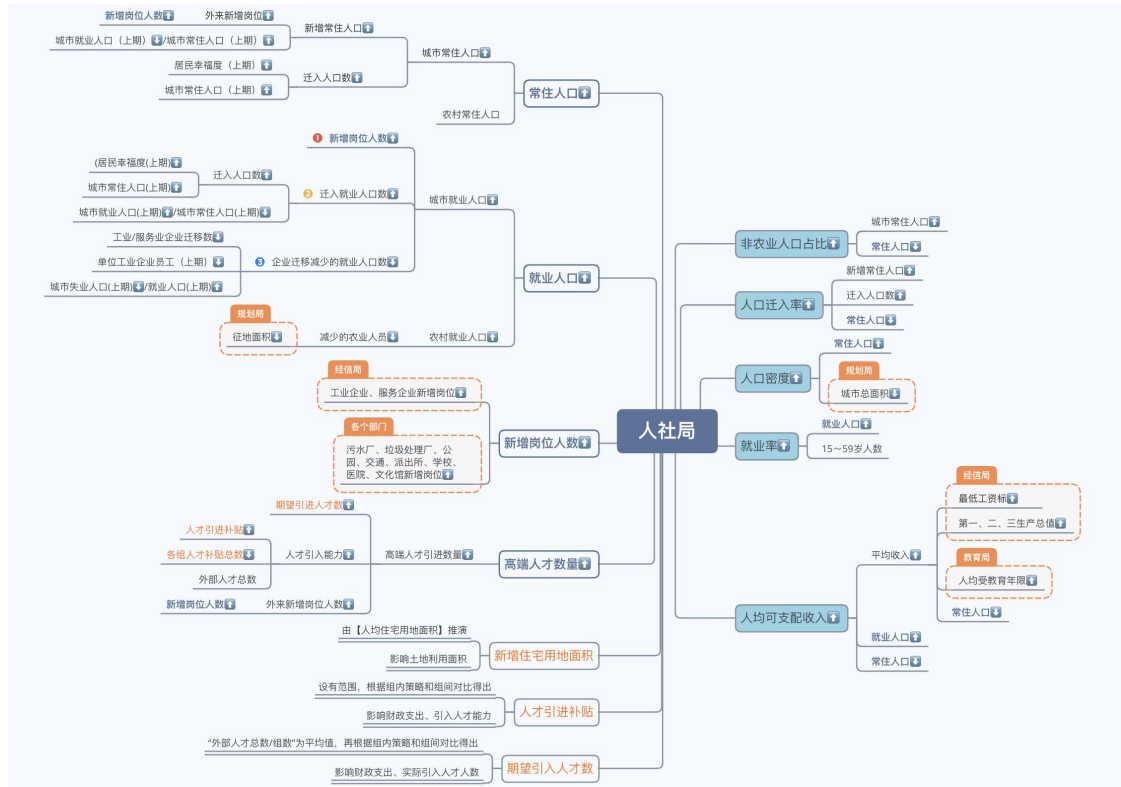 人社局
常住人口
城市常住人口
新增常住人口
外来新增岗位
新增岗位人数
城市就业人口（上期）/城市常住人口（上期）
迁入人口数
居民幸福度（上期）
城市常住人口（上期）
农村常住人口
就业人口
城市就业人口
1 新增岗位人数
2 迁入就业人口数
迁入人口数
(居民幸福度(上期)
城市常住人口(上期)
城市就业人口(上期)/城市常住人口(上期)
3 企业迁移减少的就业人口数
工业/服务业企业迁移数
单位工业企业员工（上期）
城市失业人口(上期)/就业人口(上期)
农村就业人口
减少的农业人员
规划局
征地面积
新增岗位人数
经信局
工业企业、服务企业新增岗位
各个部门
污水厂、垃圾处理厂、公
园、交通、派出所、学校、
医院、文化馆新增岗位
高端人才数量
高端人才引进数量
期望引进人才数
人才引入能力
人才引进补贴
各组人才补贴总数
外部人才总数
外来新增岗位人数
新增岗位人数
新增住宅用地面积
由【人均住宅用地面积】推演
影响土地利用面积
人才引进补贴
设有范围，根据组内策略和组间对比得出
影响财政支出、引入人才能力
期望引入人才数
"外部人才总数/组数"为平均值，再根据组内策略和组间对比得出
影响财政支出、实际引入人才人数
非农业人口占比
城市常住人口
常住人口
人口迁入率
新增常住人口
迁入人口数
常住人口
人口密度
常住人口
规划局
城市总面积
就业率
就业人口
15～59岁人数
人均可支配收入
平均收入
经信局
最低工资标
第一、二、三生产总值
教育局
人均受教育年限
常住人口
就业人口
常住人口